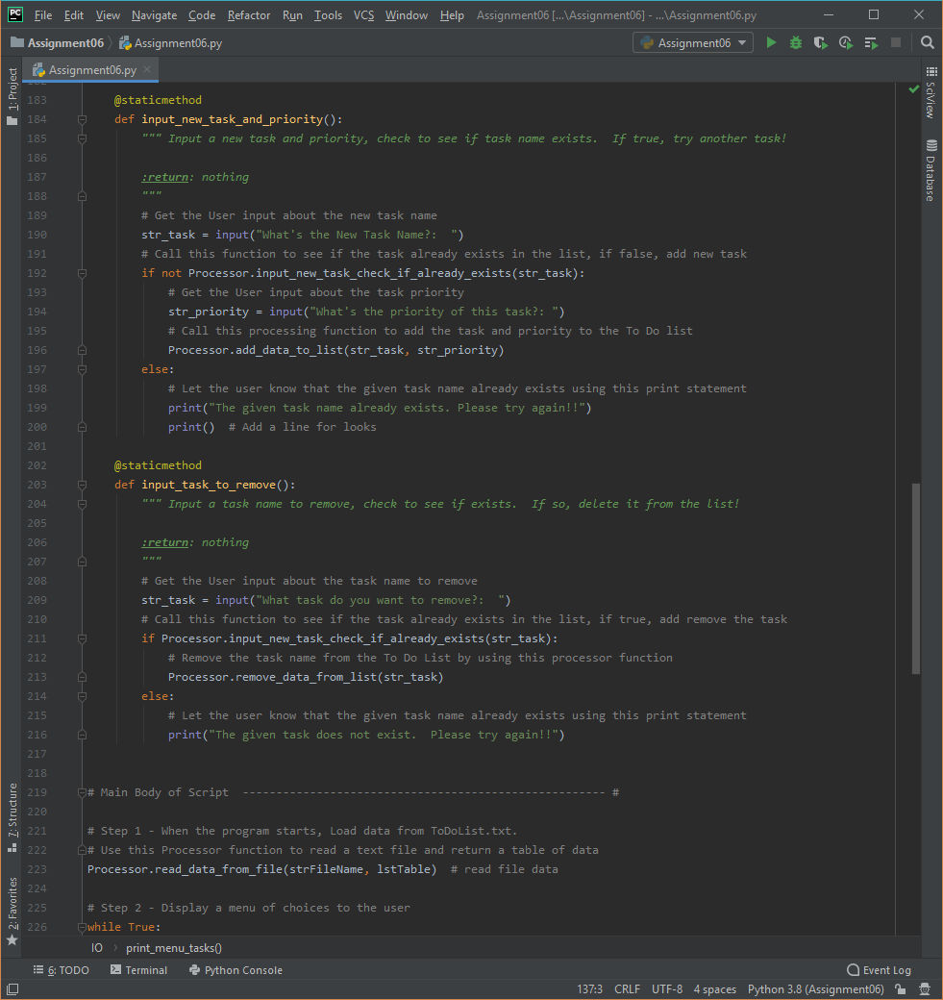 PC File Edit View Navigate Code Refactor Run Tools VCS Window Help Assignment06 [...\Assignment06] - ...\Assignment06.py
Assignment06 Assignment06.py Assignment06
1: Project
Assignment06.py
SciView
Database
183 @staticmethod
184 def input_new_task_and_priority():
185 """ Input a new task and priority, check to see if task name exists.  If true, try another task!
186
187 :return: nothing
188 """
189 # Get the User input about the new task name
190 str_task = input("What's the New Task Name?:  ")
191 # Call this function to see if the task already exists in the list, if false, add new task
192 if not Processor.input_new_task_check_if_already_exists(str_task):
193 # Get the User input about the task priority
194 str_priority = input("What's the priority of this task?: ")
195 # Call this processing function to add the task and priority to the To Do list
196 Processor.add_data_to_list(str_task, str_priority)
197 else:
198 # Let the user know that the given task name already exists using this print statement
199 print("The given task name already exists. Please try again!!")
200 print()  # Add a line for looks
201
202 @staticmethod
203 def input_task_to_remove():
204 """ Input a task name to remove, check to see if exists.  If so, delete it from the list!
205
206 :return: nothing
207 """
208 # Get the User input about the task name to remove
209 str_task = input("What task do you want to remove?:  ")
210 # Call this function to see if the task already exists in the list, if true, add remove the task
211 if Processor.input_new_task_check_if_already_exists(str_task):
212 # Remove the task name from the To Do List by using this processor function
213 Processor.remove_data_from_list(str_task)
214 else:
215 # Let the user know that the given task name already exists using this print statement
216 print("The given task does not exist.  Please try again!!")
217
218
219 # Main Body of Script  ------------------------------------------------------ #
220
221 # Step 1 - When the program starts, Load data from ToDoList.txt.
222 # Use this Processor function to read a text file and return a table of data
223 Processor.read_data_from_file(strFileName, lstTable)  # read file data
224
225 # Step 2 - Display a menu of choices to the user
226 while True:
7: Structure
2: Favorites
IO print_menu_tasks()
6: TODO Terminal Python Console Event Log
137:3 CRLF UTF-8 4 spaces Python 3.8 (Assignment06)